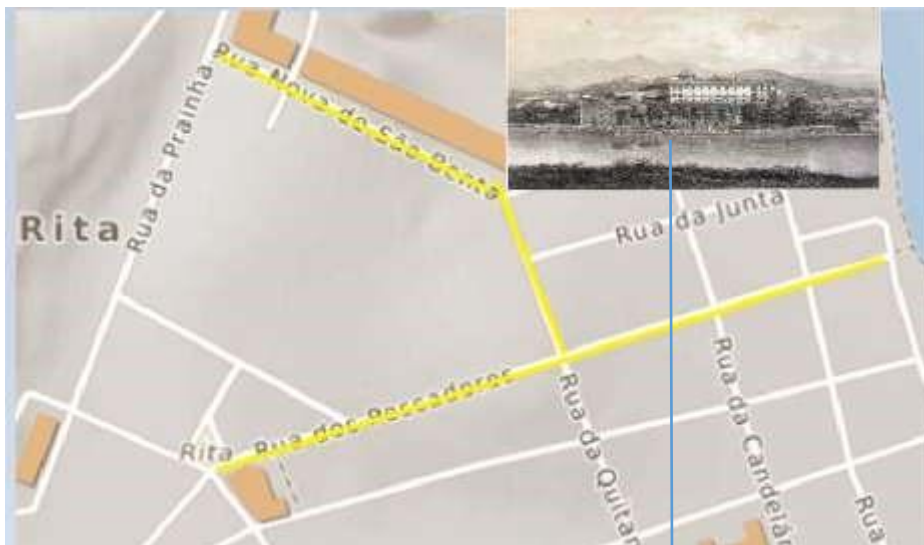 Rua Nova de São Bento
Rua da Prainha
Rua da Junta
Rita
Rua dos Pescadores
Rua da Candelár
Rua da Quitan
Rita
Rua